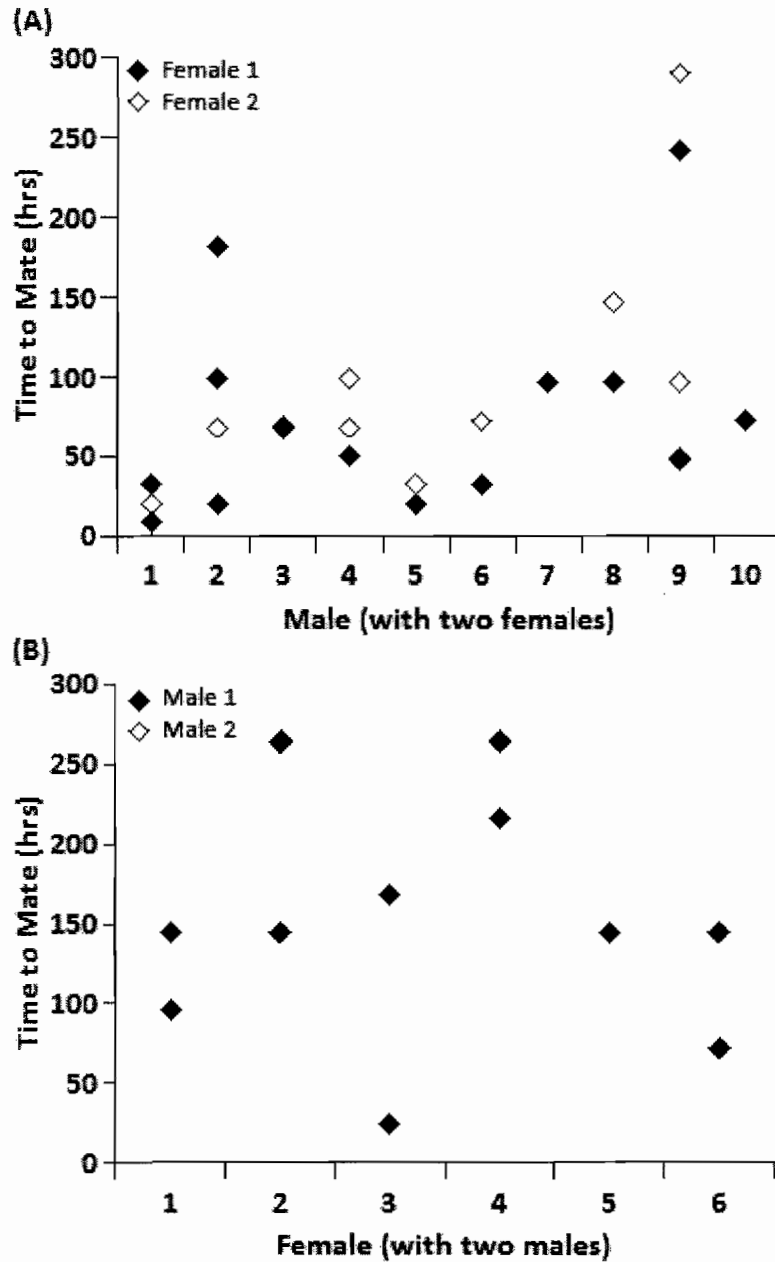 (A)
Female 1
Female 2
300
250
200
150
100
50
0
Time to Mate (hrs)
1 2 3 4 5 6 7 8 9 10
Male (with two females)
(B)
Male 1
Male 2
300
250
200
150
100
50
0
Time to Mate (hrs)
1 2 3 4 5 6
Female (with two males)